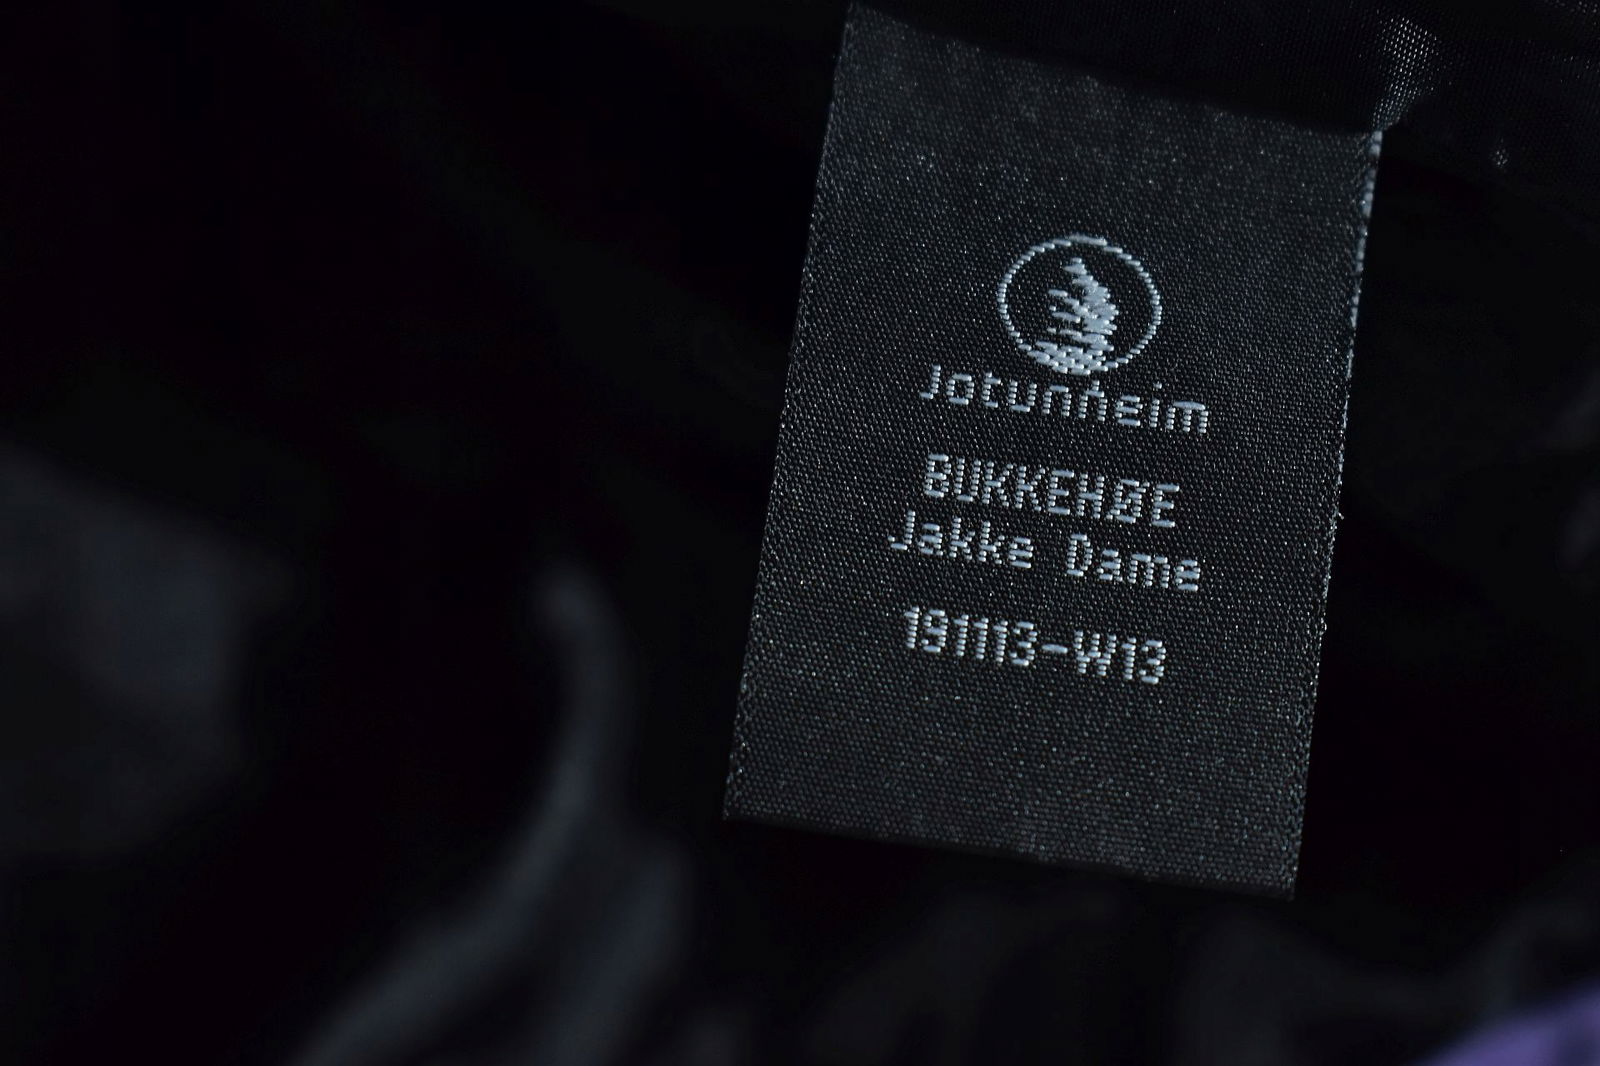 Jotunheim
BUKKEHØE
Jakke Dame
191113-W13